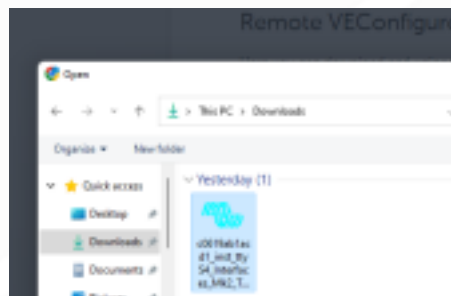 Remote VEConfigure
Open
This PC > Downloads
Organize
New folder
Quick access
Yesterday (1)
Desktop
Downloads
Documents